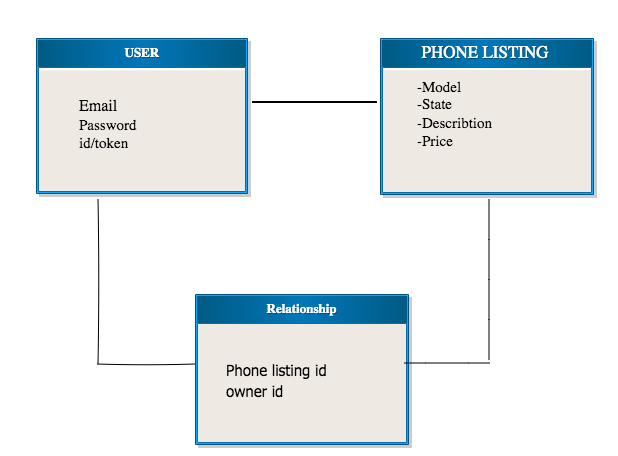 USER
Email
Password
id/token
PHONE LISTING
-Model
-State
-Describtion
-Price
Relationship
Phone listing id
owner id